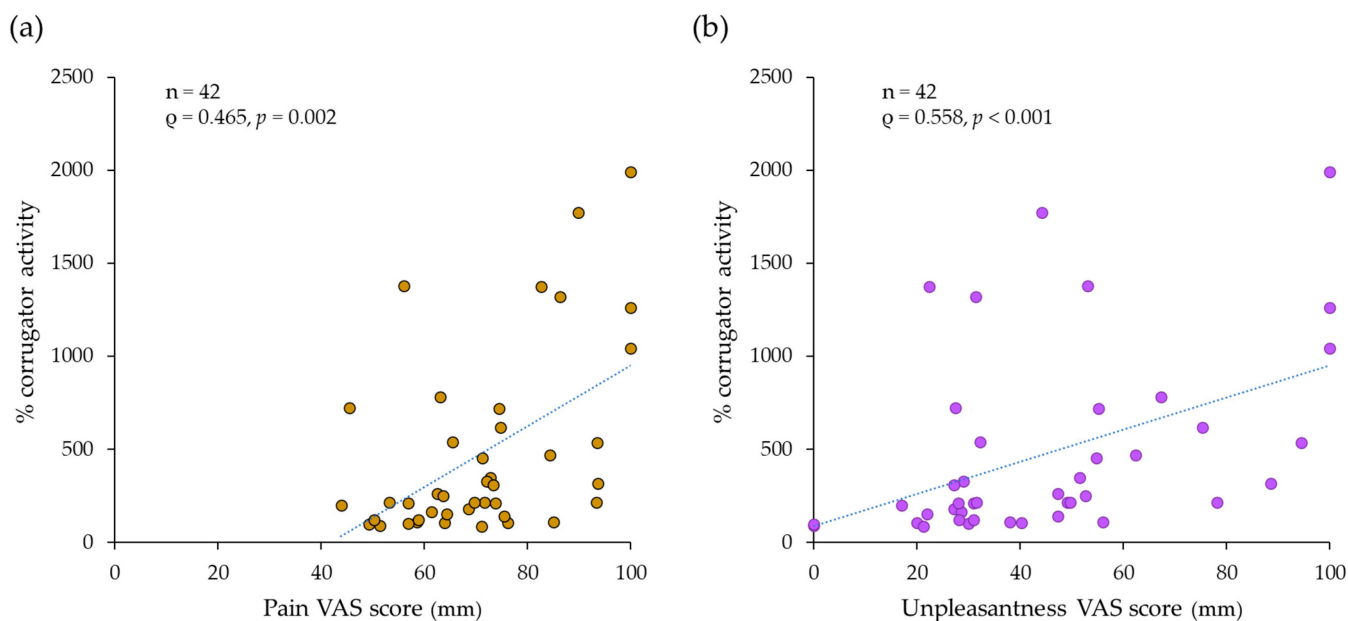 (a)
n = 42
ϱ = 0.465, p = 0.002
% corrugator activity
2500
2000
1500
1000
500
0
0 20 40 60 80 100
Pain VAS score (mm)
(b)
n = 42
ϱ = 0.558, p < 0.001
% corrugator activity
2500
2000
1500
1000
500
0
0 20 40 60 80 100
Unpleasantness VAS score (mm)